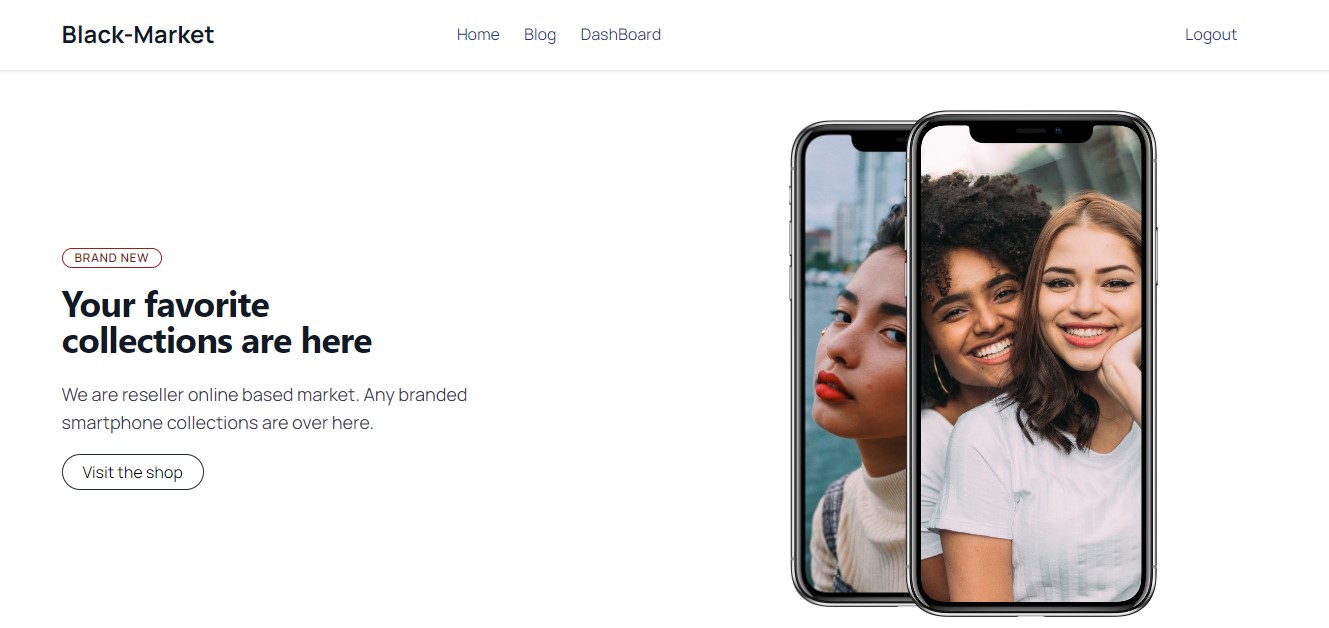 Black-Market
Home Blog DashBoard
Logout
BRAND NEW
Your favorite
collections are here
We are reseller online based market. Any branded
smartphone collections are over here.
Visit the shop